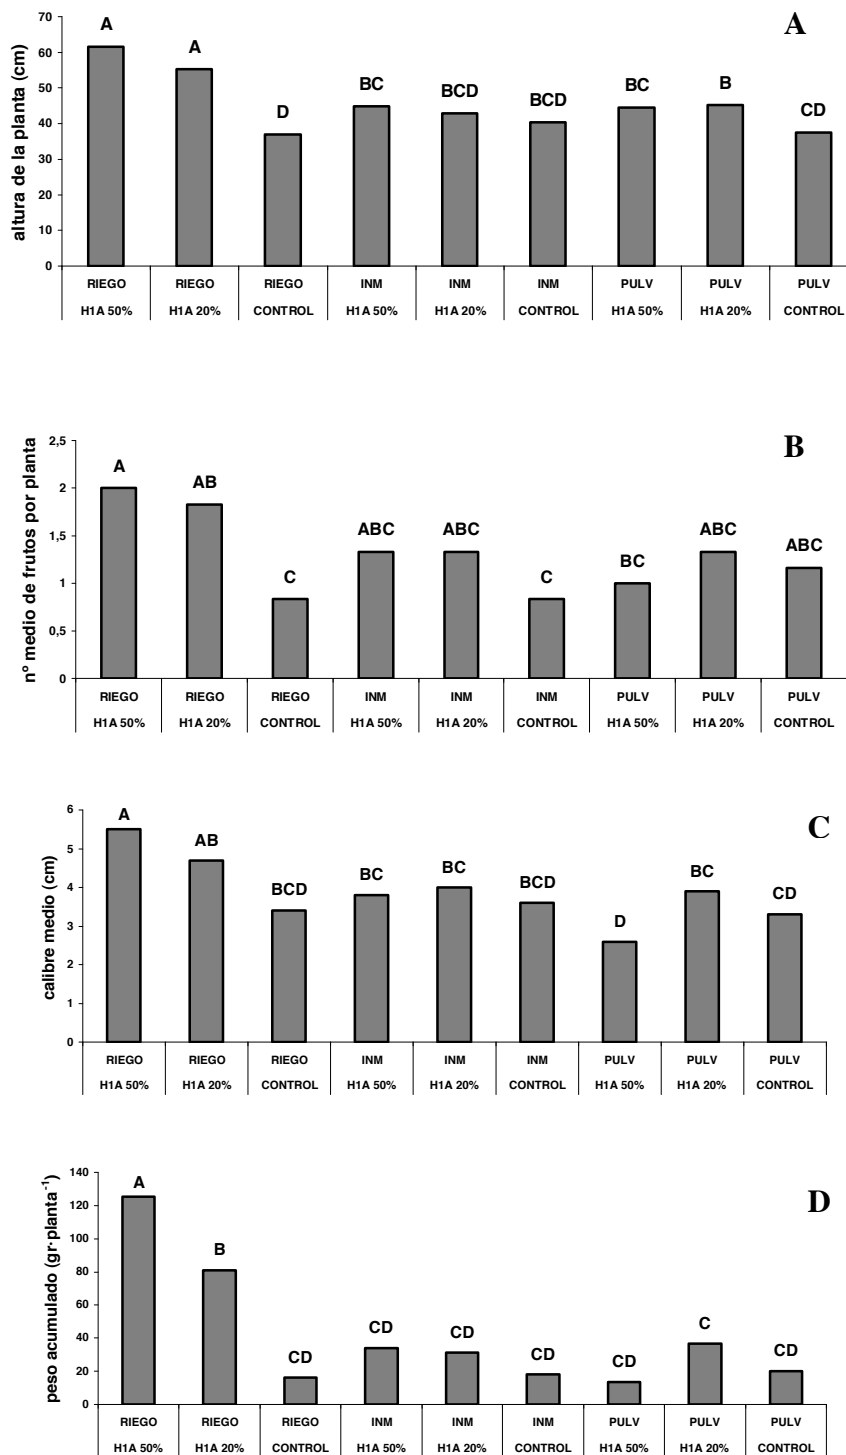 A
70
60
50
40
30
20
10
0
altura de la planta (cm)
A A D BC BCD BCD BC B CD
RIEGO RIEGO RIEGO INM INM INM PULV PULV PULV
H1A 50% H1A 20% CONTROL H1A 50% H1A 20% CONTROL H1A 50% H1A 20% CONTROL
B
2,5
2
1,5
1
0,5
0
nº medio de frutos por planta
A AB C ABC ABC C BC ABC ABC
RIEGO RIEGO RIEGO INM INM INM PULV PULV PULV
H1A 50% H1A 20% CONTROL H1A 50% H1A 20% CONTROL H1A 50% H1A 20% CONTROL
C
6
5
4
3
2
1
0
calibre medio (cm)
A AB BCD BC BC BCD D BC CD
RIEGO RIEGO RIEGO INM INM INM PULV PULV PULV
H1A 50% H1A 20% CONTROL H1A 50% H1A 20% CONTROL H1A 50% H1A 20% CONTROL
D
140
120
100
80
60
40
20
0
peso acumulado (gr·planta⁻¹)
A B CD CD CD CD CD C CD
RIEGO RIEGO RIEGO INM INM INM PULV PULV PULV
H1A 50% H1A 20% CONTROL H1A 50% H1A 20% CONTROL H1A 50% H1A 20% CONTROL